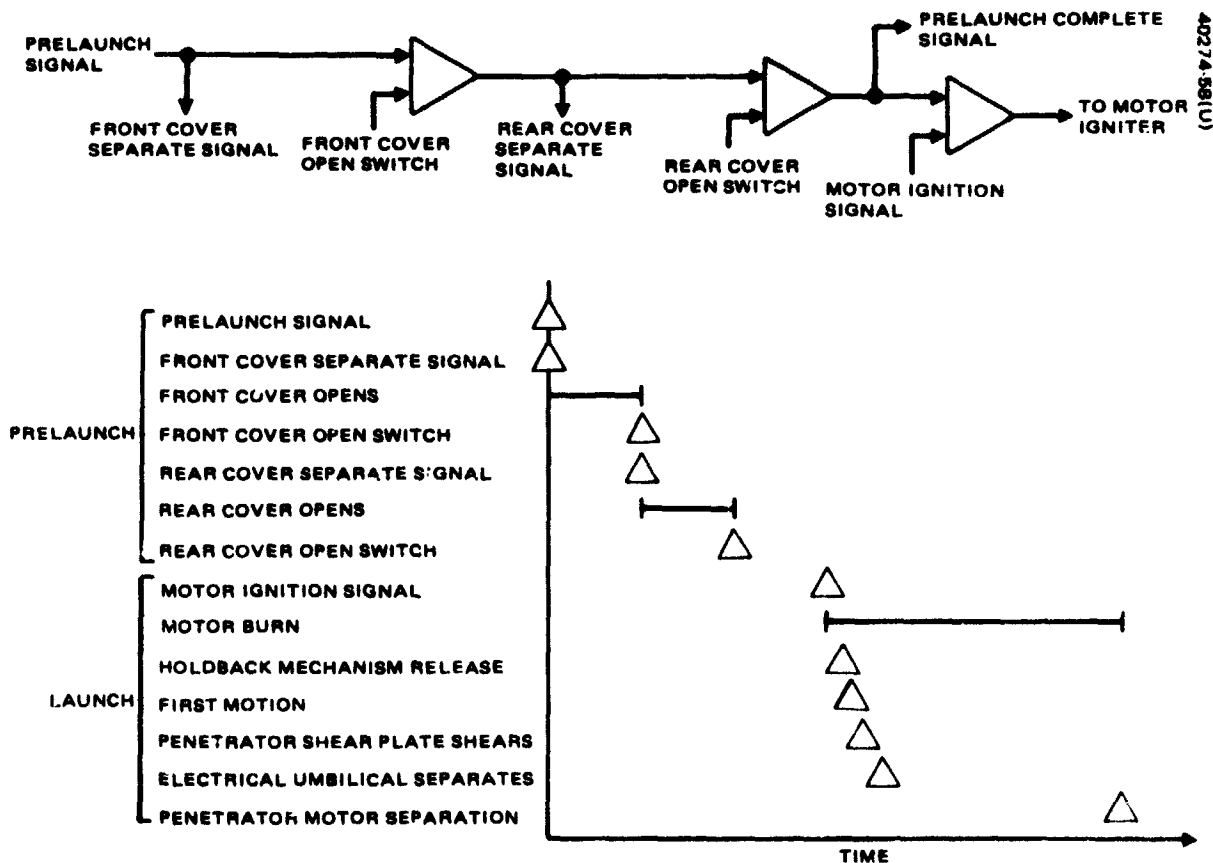 PRELAUNCH
SIGNAL
FRONT COVER
SEPARATE SIGNAL
FRONT COVER
OPEN SWITCH
REAR COVER
SEPARATE
SIGNAL
REAR COVER
OPEN SWITCH
PRELAUNCH COMPLETE
SIGNAL
MOTOR IGNITION
SIGNAL
TO MOTOR
IGNITER
40274-58(U)
PRELAUNCH
PRELAUNCH SIGNAL
FRONT COVER SEPARATE SIGNAL
FRONT COVER OPENS
FRONT COVER OPEN SWITCH
REAR COVER SEPARATE SIGNAL
REAR COVER OPENS
REAR COVER OPEN SWITCH
LAUNCH
MOTOR IGNITION SIGNAL
MOTOR BURN
HOLDBACK MECHANISM RELEASE
FIRST MOTION
PENETRATOR SHEAR PLATE SHEARS
ELECTRICAL UMBILICAL SEPARATES
PENETRATOR MOTOR SEPARATION
TIME